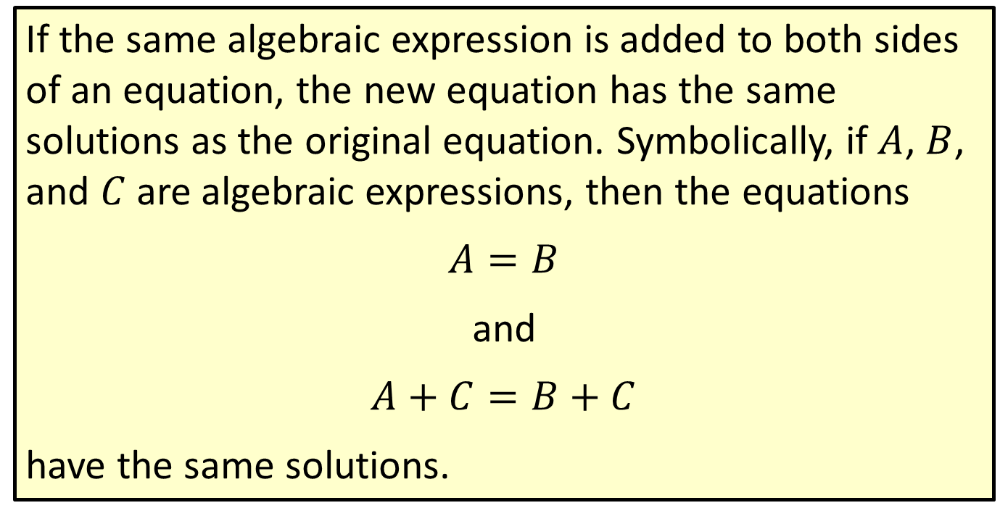 If the same algebraic expression is added to both sides
of an equation, the new equation has the same
solutions as the original equation. Symbolically, if A, B,
and C are algebraic expressions, then the equations
A = B
and
A + C = B + C
have the same solutions.